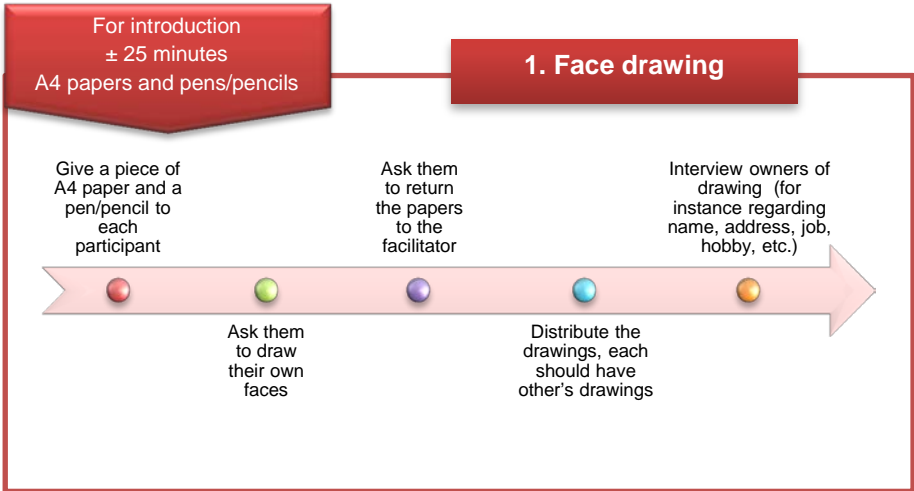 For introduction
± 25 minutes
A4 papers and pens/pencils
1. Face drawing
Give a piece of
A4 paper and a
pen/pencil to
each
participant
Ask them
to draw
their own
faces
Ask them
to return
the papers
to the
facilitator
Distribute the
drawings, each
should have
other's drawings
Interview owners of
drawing (for
instance regarding
name, address, job,
hobby, etc.)